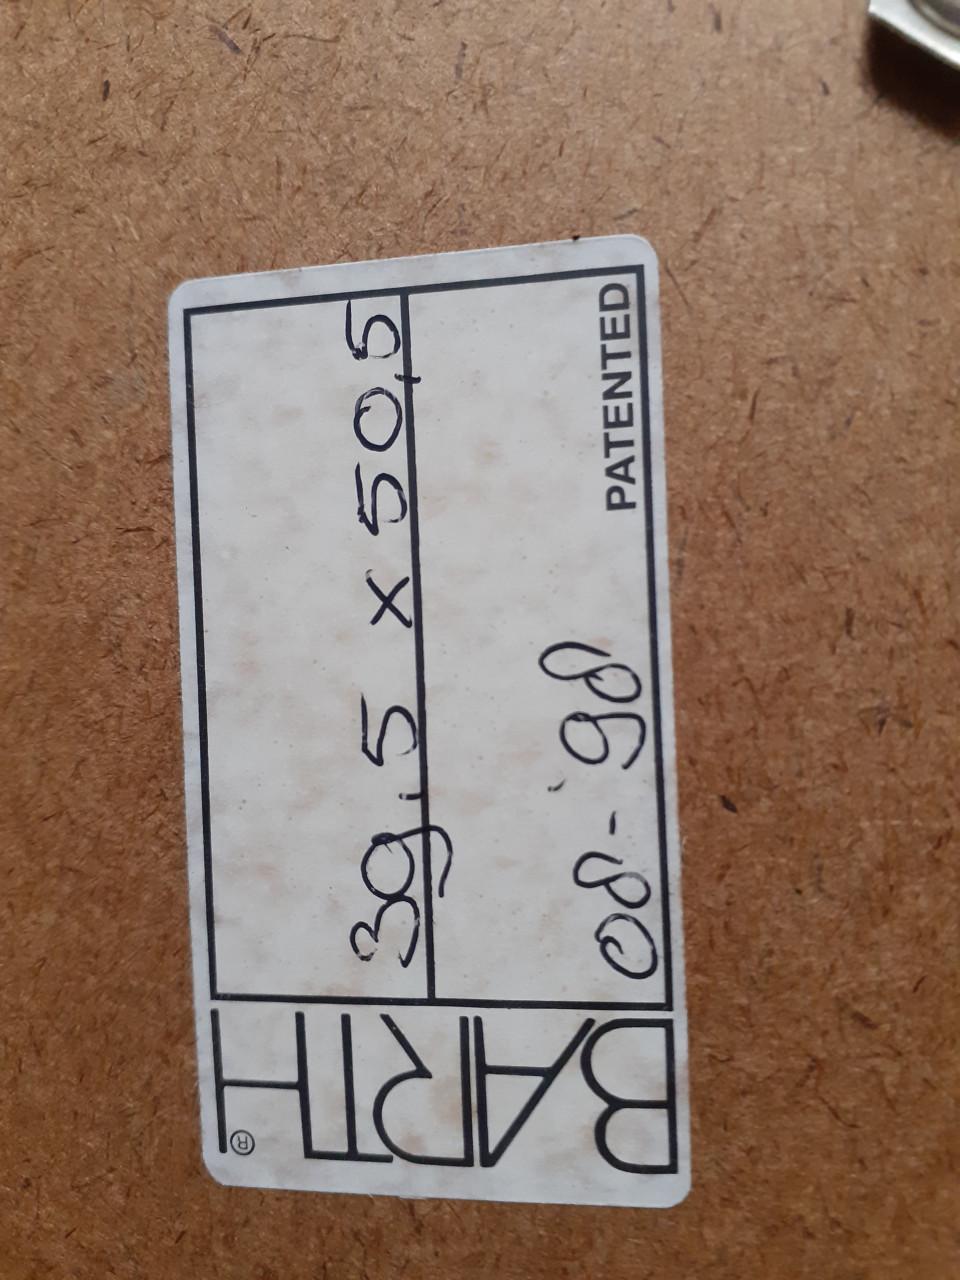 BARTH®
39,5 x 50,5
08-'98
PATENTED